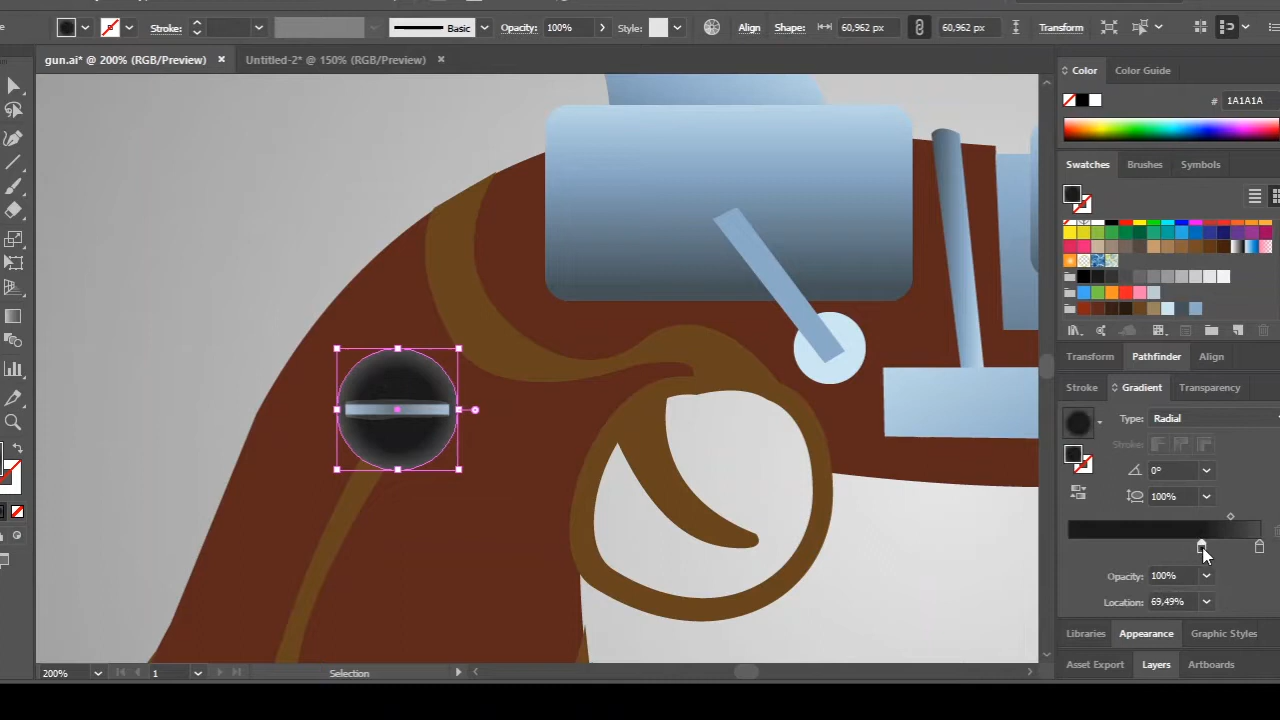 Stroke: Basic Opacity: 100% Style: Align Shape: 60,962 px 60,962 px Transform
gun.ai* @ 200% (RGB/Preview) × Untitled-2* @ 150% (RGB/Preview) ×
Color Color Guide
# 1A1A1A
Swatches Brushes Symbols
Transform Pathfinder Align
Stroke Gradient Transparency
Type: Radial
Stroke:
0°
100%
Opacity: 100%
Location: 69,49%
Libraries Appearance Graphic Styles
Asset Export Layers Artboards
200% 1 Selection